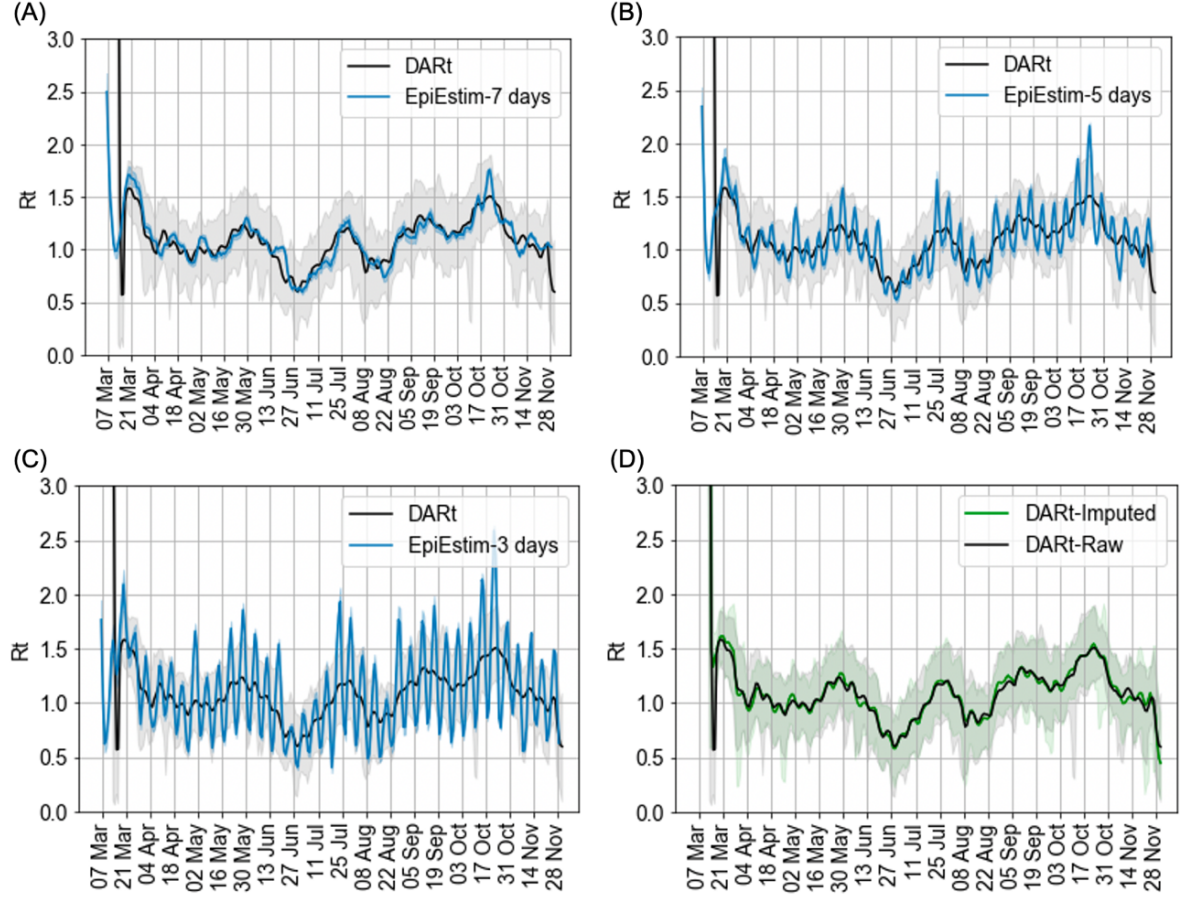 (A)
3.0
2.5
2.0
1.5
1.0
0.5
0.0
Rt
DARt
EpiEstim-7 days
07 Mar
21 Mar
04 Apr
18 Apr
02 May
16 May
30 May
13 Jun
27 Jun
11 Jul
25 Jul
08 Aug
22 Aug
05 Sep
19 Sep
03 Oct
17 Oct
31 Oct
14 Nov
28 Nov
(B)
3.0
2.5
2.0
1.5
1.0
0.5
0.0
Rt
DARt
EpiEstim-5 days
07 Mar
21 Mar
04 Apr
18 Apr
02 May
16 May
30 May
13 Jun
27 Jun
11 Jul
25 Jul
08 Aug
22 Aug
05 Sep
19 Sep
03 Oct
17 Oct
31 Oct
14 Nov
28 Nov
(C)
3.0
2.5
2.0
1.5
1.0
0.5
0.0
Rt
DARt
EpiEstim-3 days
07 Mar
21 Mar
04 Apr
18 Apr
02 May
16 May
30 May
13 Jun
27 Jun
11 Jul
25 Jul
08 Aug
22 Aug
05 Sep
19 Sep
03 Oct
17 Oct
31 Oct
14 Nov
28 Nov
(D)
3.0
2.5
2.0
1.5
1.0
0.5
0.0
Rt
DARt-Imputed
DARt-Raw
07 Mar
21 Mar
04 Apr
18 Apr
02 May
16 May
30 May
13 Jun
27 Jun
11 Jul
25 Jul
08 Aug
22 Aug
05 Sep
19 Sep
03 Oct
17 Oct
31 Oct
14 Nov
28 Nov